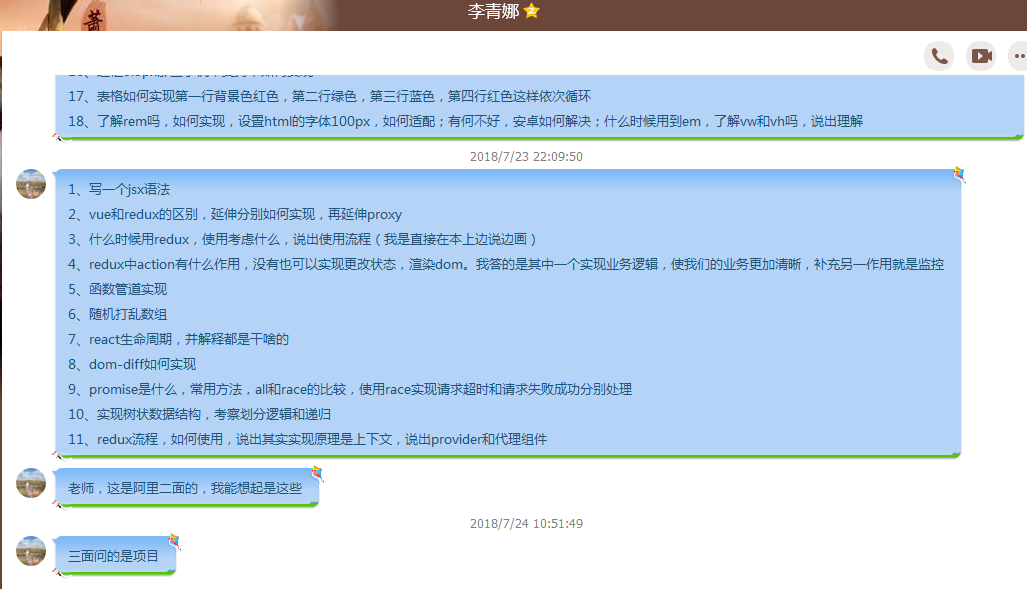 李青娜
17、表格如何实现第一行背景色红色，第二行绿色，第三行蓝色，第四行红色这样依次循环
18、了解rem吗，如何实现，设置html的字体100px，如何适配；有何不好，安卓如何解决；什么时候用到em，了解vw和vh吗，说出理解
2018/7/23 22:09:50
1、写一个jsx语法
2、vue和redux的区别，延伸分别如何实现，再延伸proxy
3、什么时候用redux，使用考虑什么，说出使用流程（我是直接在本上边说边画）
4、redux中action有什么作用，没有也可以实现更改状态，渲染dom。我答的是其中一个实现业务逻辑，使我们的业务更加清晰，补充另一作用就是监控
5、函数管道实现
6、随机打乱数组
7、react生命周期，并解释都是干啥的
8、dom-diff如何实现
9、promise是什么，常用方法，all和race的比较，使用race实现请求超时和请求失败成功分别处理
10、实现树状数据结构，考察划分逻辑和递归
11、redux流程，如何使用，说出其实实现原理是上下文，说出provider和代理组件
老师，这是阿里二面的，我能想起是这些
2018/7/24 10:51:49
三面问的是项目